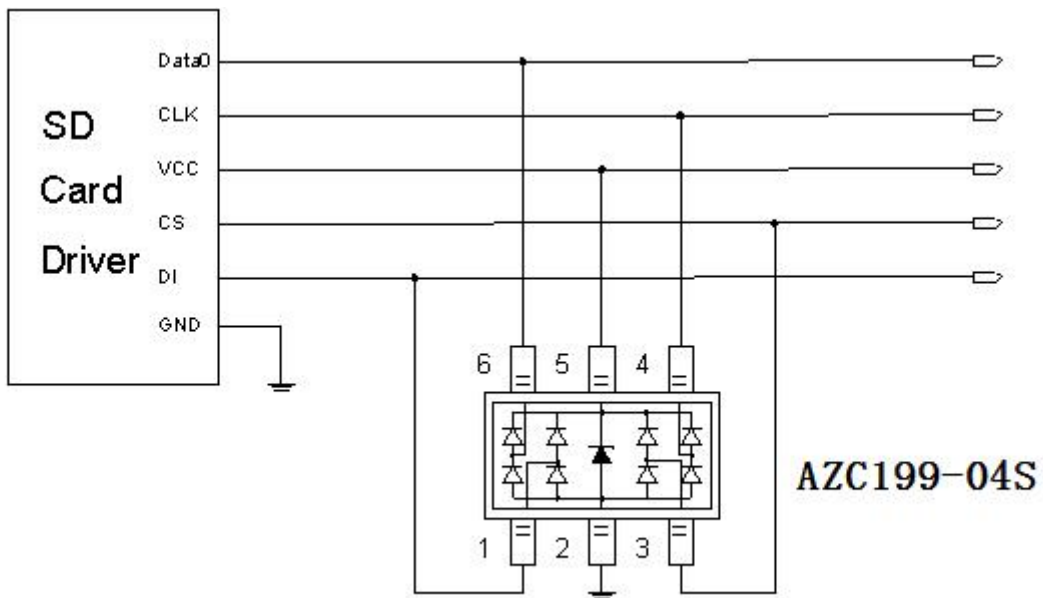 Data0
CLK
VCC
CS
DI
GND
SD
Card
Driver
6 5 4
AZC199-04S
1 2 3